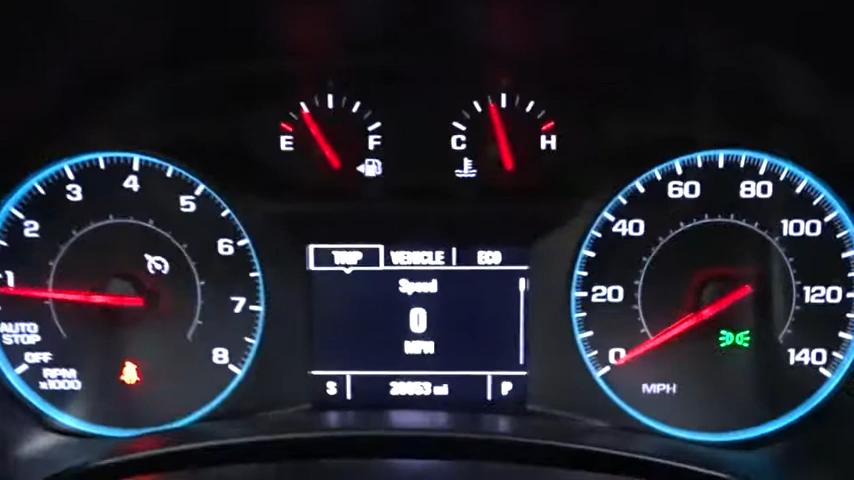 E F
C H
1 2 3 4 5 6 7 8
AUTO
STOP
OFF
RPM
x1000
TRIP VEHICLE ECO
Speed
0
MPH
S mi P
0 20 40 60 80 100 120 140
MPH